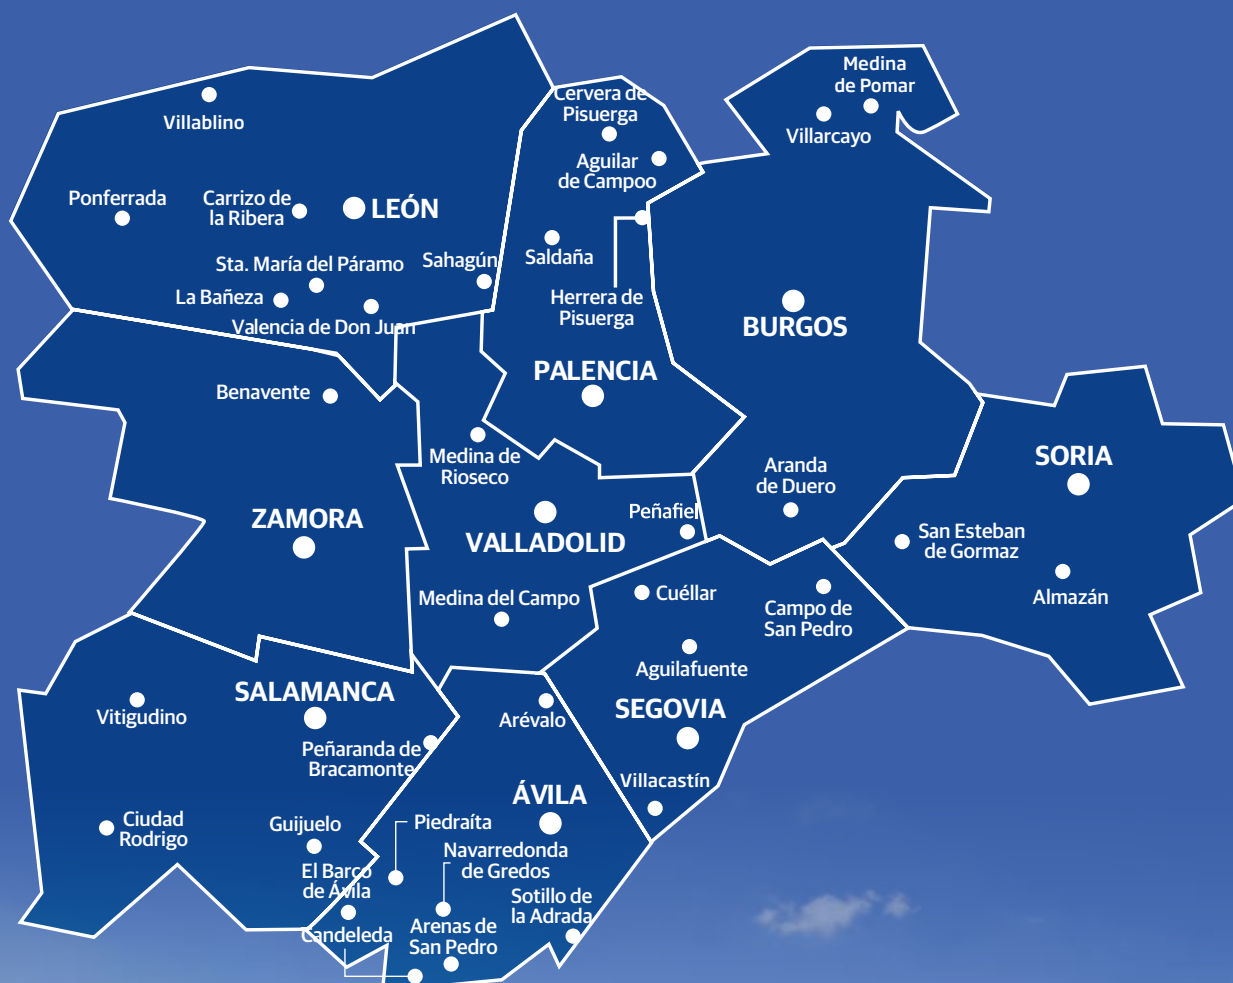 Villablino
Ponferrada
Carrizo de
la Ribera
LEÓN
Sta. María del Páramo
Sahagún
La Bañeza
Valencia de Don Juan
Cervera de
Pisuerga
Aguilar
de Campoo
Saldaña
Herrera de
Pisuerga
PALENCIA
Medina
de Pomar
Villarcayo
BURGOS
Aranda
de Duero
SORIA
San Esteban
de Gormaz
Almazán
Benavente
ZAMORA
Medina de
Rioseco
VALLADOLID
Peñafiel
Medina del Campo
Cuéllar
Campo de
San Pedro
Aguilafuente
SEGOVIA
Villacastín
SALAMANCA
Vitigudino
Peñaranda de
Bracamonte
Ciudad
Rodrigo
Guijuelo
Arévalo
ÁVILA
Piedraíta
Navarredonda
de Gredos
El Barco
de Ávila
Sotillo de
la Adrada
Candeleda
Arenas de
San Pedro